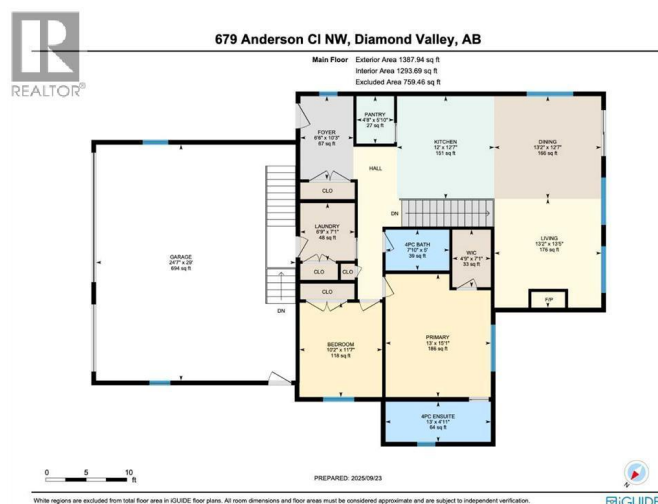 679 Anderson Cl NW, Diamond Valley, AB
Main Floor Exterior Area 1387.94 sq ft
Interior Area 1293.69 sq ft
Excluded Area 759.46 sq ft
R
REALTOR®
PANTRY
4'8" x 5'10"
27 sq ft
FOYER
6'8" x 10'3"
67 sq ft
KITCHEN
12' x 12'7"
151 sq ft
DINING
13'2" x 12'7"
166 sq ft
HALL
CLO
GARAGE
24'7" x 29'
694 sq ft
LAUNDRY
6'9" x 7'1"
48 sq ft
CLO
CLO
DN
4PC BATH
7'10" x 5'
39 sq ft
WIC
4'9" x 7'1"
33 sq ft
LIVING
13'2" x 13'5"
176 sq ft
F/P
DN
CLO
BEDROOM
10'2" x 11'7"
118 sq ft
PRIMARY
13' x 15'1"
186 sq ft
4PC ENSUITE
13' x 4'11"
64 sq ft
0 5 10
ft
PREPARED: 2025/09/23
N
White regions are excluded from total floor area in iGUIDE floor plans. All room dimensions and floor areas must be considered approximate and are subject to independent verification.
iGUIDE